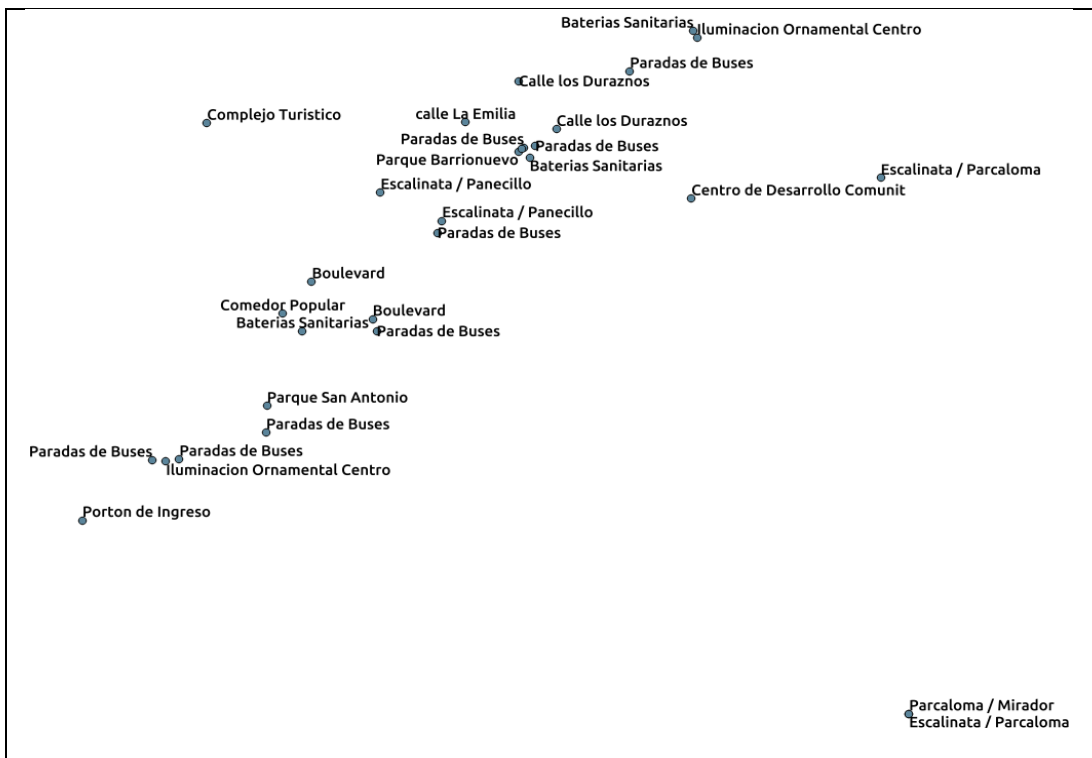 Baterias Sanitarias
Iluminacion Ornamental Centro
Paradas de Buses
Calle los Duraznos
Complejo Turistico
calle La Emilia
Calle los Duraznos
Paradas de Buses
Paradas de Buses
Parque Barrionuevo
Baterias Sanitarias
Escalinata / Parcaloma
Escalinata / Panecillo
Centro de Desarrollo Comunit
Escalinata / Panecillo
Paradas de Buses
Boulevard
Comedor Popular
Boulevard
Baterias Sanitarias
Paradas de Buses
Parque San Antonio
Paradas de Buses
Paradas de Buses
Paradas de Buses
Iluminacion Ornamental Centro
Porton de Ingreso
Parcaloma / Mirador
Escalinata / Parcaloma